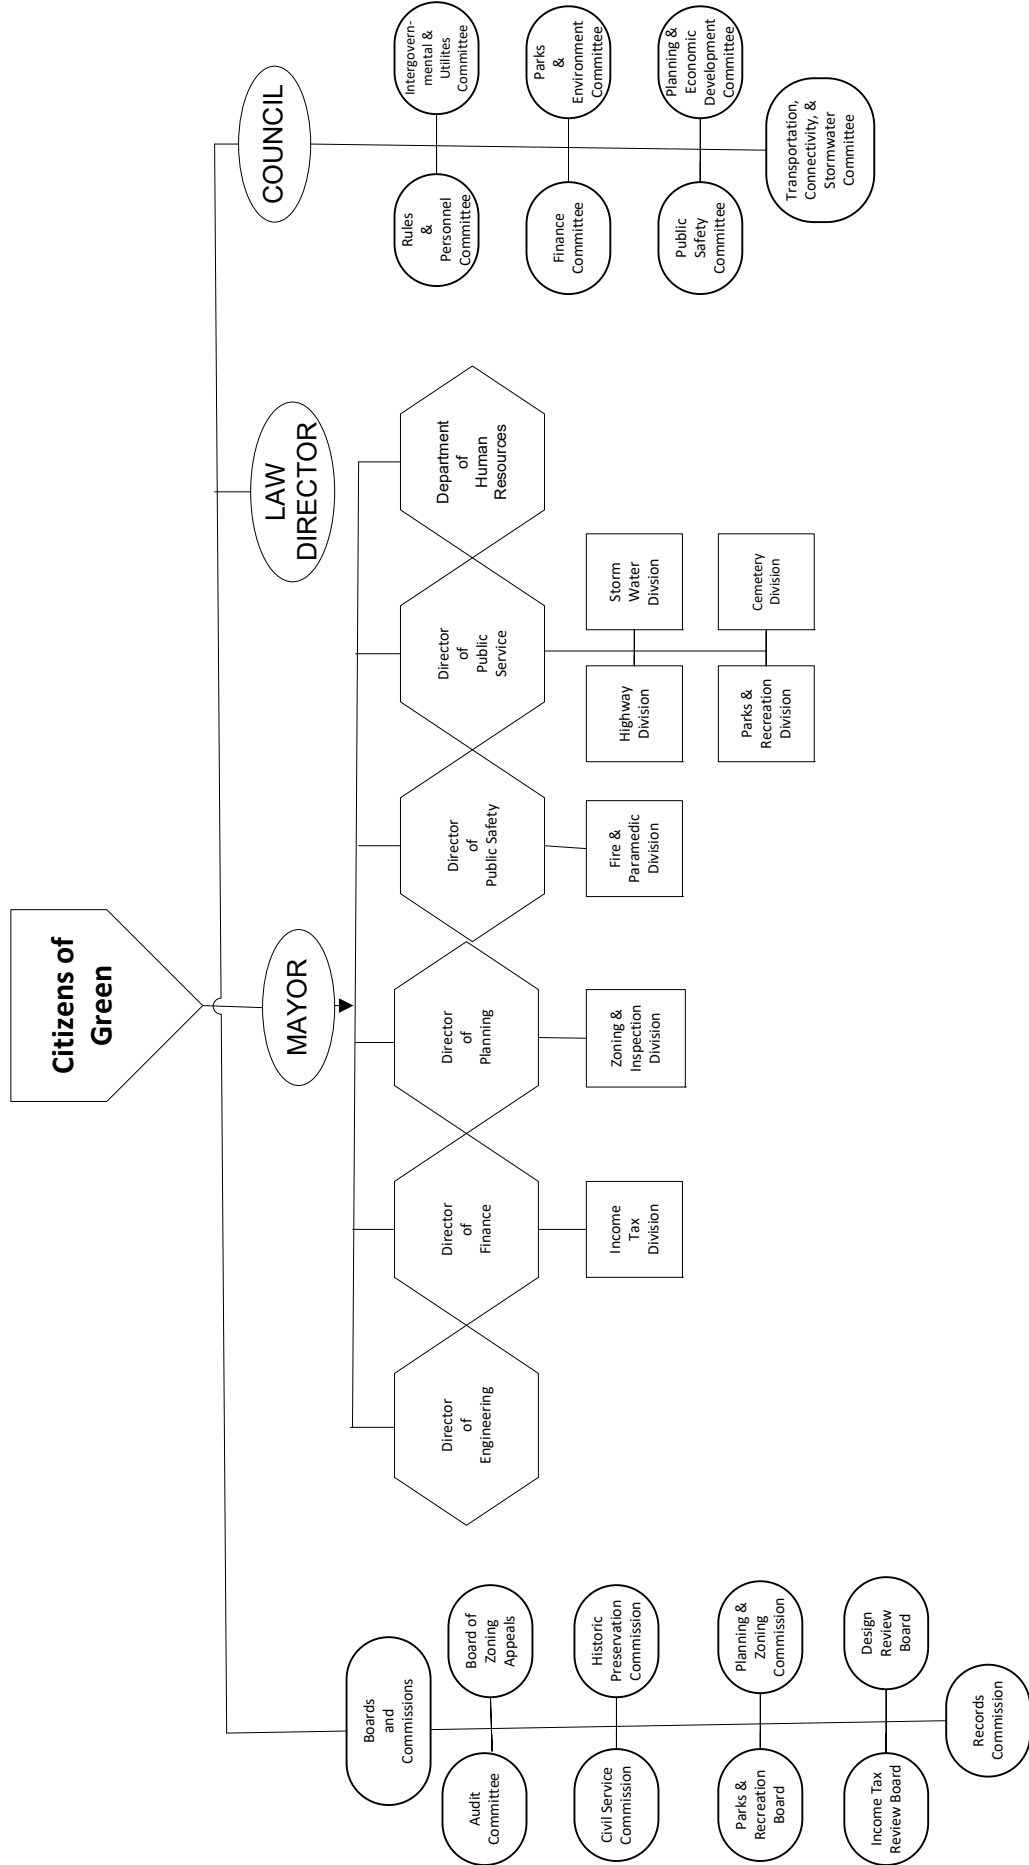 Citizens of
Green
MAYOR
LAW
DIRECTOR
COUNCIL
Boards
and
Commissions
Audit
Committee
Board of
Zoning
Appeals
Civil Service
Commission
Historic
Preservation
Commission
Parks &
Recreation
Board
Planning &
Zoning
Commission
Income Tax
Review Board
Design
Review
Board
Records
Commission
Director
of
Engineering
Director
of
Finance
Director
of
Planning
Director
of
Public Safety
Director
of
Public
Service
Department
of
Human
Resources
Income
Tax
Division
Zoning &
Inspection
Division
Fire &
Paramedic
Division
Highway
Division
Storm
Water
Divsion
Parks &
Recreation
Division
Cemetery
Division
Rules
&
Personnel
Committee
Intergovern-
mental &
Utilites
Committee
Finance
Committee
Parks
&
Environment
Committee
Public
Safety
Committee
Planning &
Economic
Development
Committee
Transportation,
Connectivity, &
Stormwater
Committee